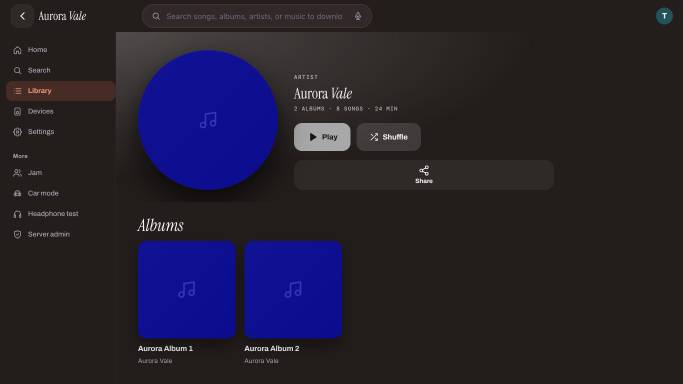 Aurora Vale
Search songs, albums, artists, or music to downlo
T
Home
Search
Library
Devices
Settings
More
Jam
Car mode
Headphone test
Server admin
ARTIST
Aurora Vale
2 ALBUMS · 8 SONGS · 24 MIN
Play
Shuffle
Share
Albums
Aurora Album 1
Aurora Vale
Aurora Album 2
Aurora Vale